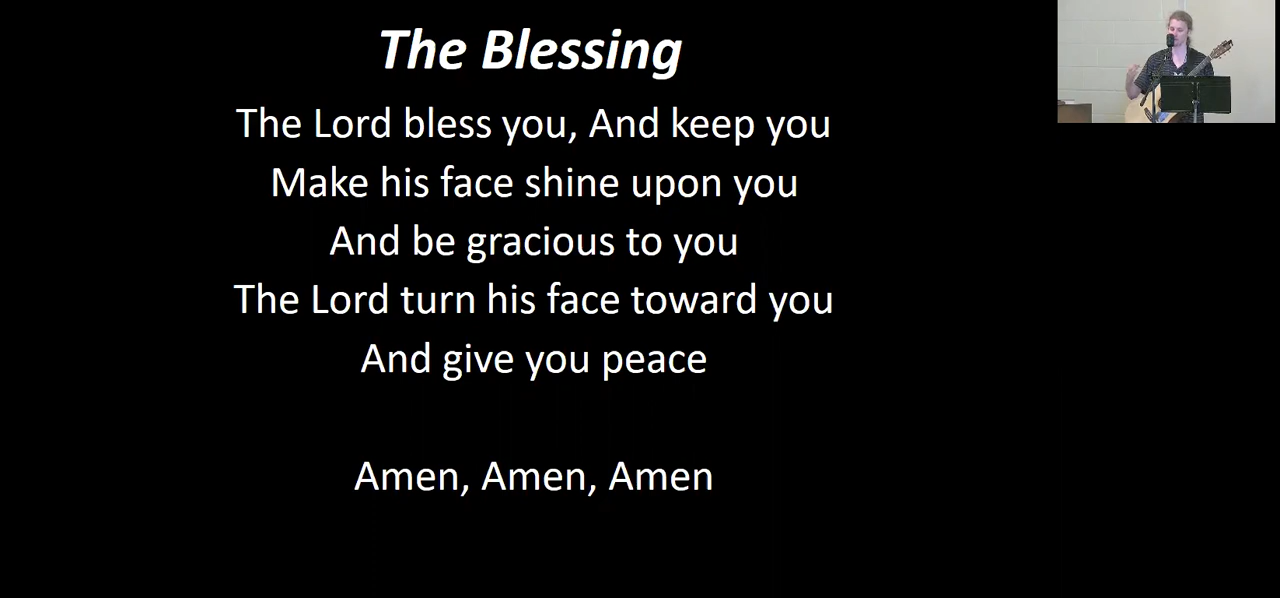 The Blessing
The Lord bless you, And keep you
Make his face shine upon you
And be gracious to you
The Lord turn his face toward you
And give you peace
Amen, Amen, Amen